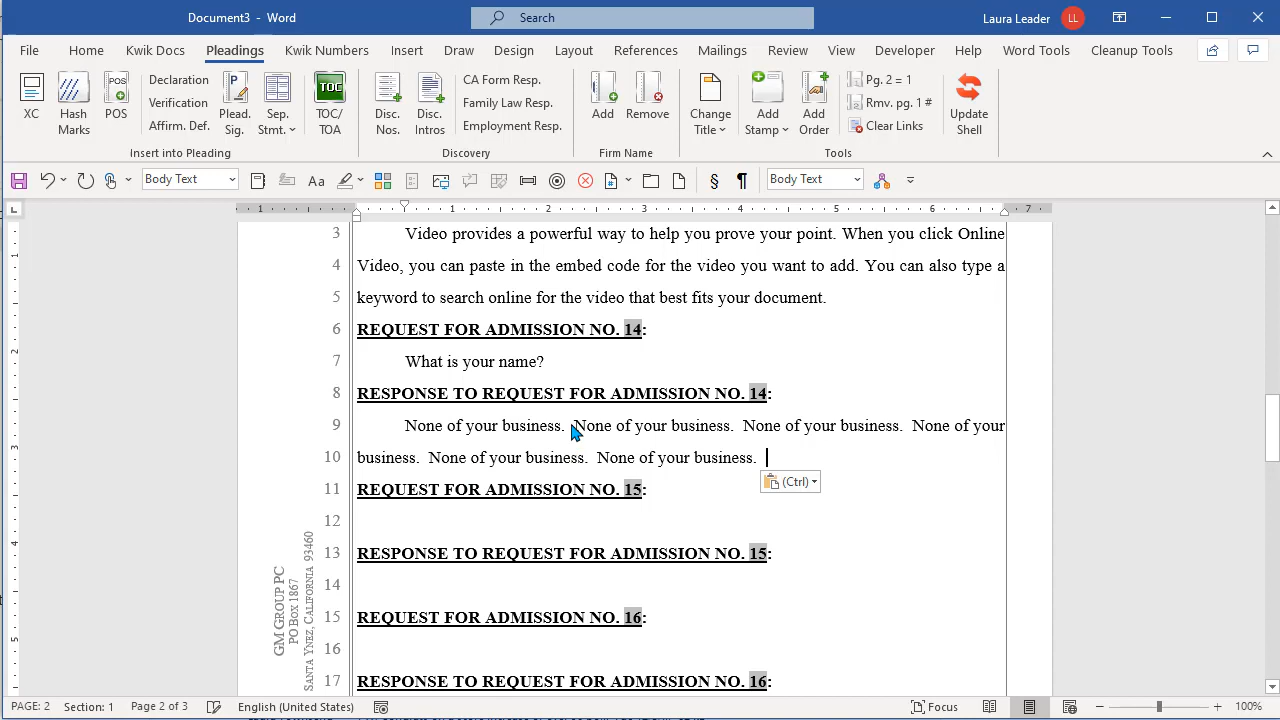 Document3 - Word
Search
Laura Leader
LL
File Home Kwik Docs Pleadings Kwik Numbers Insert Draw Design Layout References Mailings Review View Developer Help Word Tools Cleanup Tools
XC
Hash Marks
POS
Declaration
Verification
Affirm. Def.
Plead. Sig.
Sep. Stmt.
TOC
TOC/ TOA
Insert into Pleading
Disc. Nos.
Disc. Intros
CA Form Resp.
Family Law Resp.
Employment Resp.
Discovery
Add
Remove
Firm Name
Change Title
Add Stamp
Add Order
Pg. 2 = 1
Rmv. pg. 1 #
Clear Links
Tools
Update Shell
Body Text
Aa
§
¶
Body Text
1 1 2 3 4 5 6 7
3 Video provides a powerful way to help you prove your point. When you click Online
4 Video, you can paste in the embed code for the video you want to add. You can also type a
5 keyword to search online for the video that best fits your document.
6 REQUEST FOR ADMISSION NO. 14:
7 What is your name?
8 RESPONSE TO REQUEST FOR ADMISSION NO. 14:
9 None of your business. None of your business. None of your business. None of your
10 business. None of your business. None of your business.
(Ctrl)
11 REQUEST FOR ADMISSION NO. 15:
12
13 RESPONSE TO REQUEST FOR ADMISSION NO. 15:
14
15 REQUEST FOR ADMISSION NO. 16:
16
17 RESPONSE TO REQUEST FOR ADMISSION NO. 16:
GM GROUP PC
PO BOX 1867
SANTA YNEZ, CALIFORNIA 93460
PAGE: 2 Section: 1 Page 2 of 3 English (United States) Focus 100%